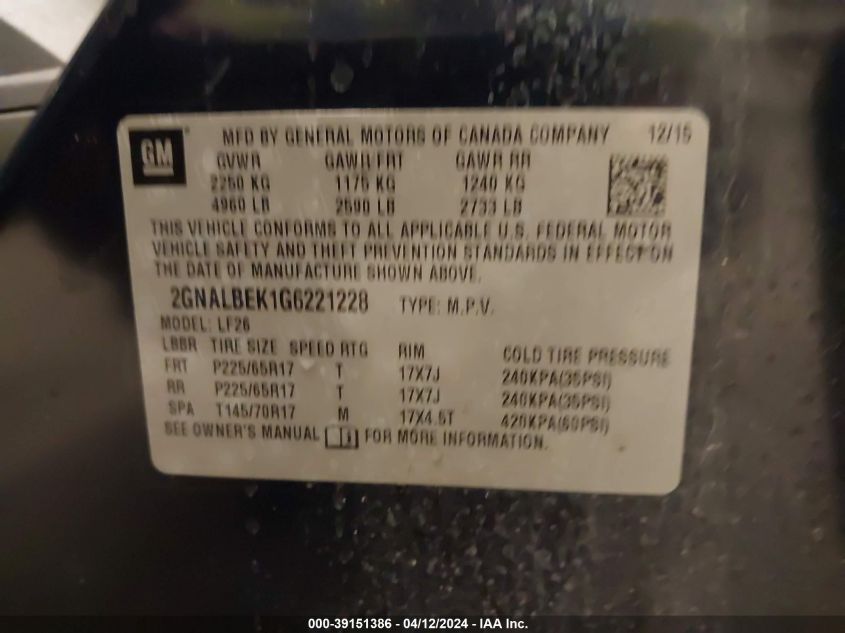 GM
MFD BY GENERAL MOTORS OF CANADA COMPANY 12/15
GVWR GAWR FRT GAWR RR
2250 KG 1175 KG 1240 KG
4960 LB 2590 LB 2733 LB
THIS VEHICLE CONFORMS TO ALL APPLICABLE U.S. FEDERAL MOTOR
VEHICLE SAFETY AND THEFT PREVENTION STANDARDS IN EFFECT ON
THE DATE OF MANUFACTURE SHOWN ABOVE.
2GNALBEK1G6221228 TYPE: M.P.V.
MODEL: LF26
LBBR TIRE SIZE SPEED RTG RIM COLD TIRE PRESSURE
FRT P225/65R17 T 17X7J 240KPA(35PSI)
RR P225/65R17 T 17X7J 240KPA(35PSI)
SPA T145/70R17 M 17X4.5T 420KPA(60PSI)
SEE OWNER'S MANUAL FOR MORE INFORMATION.
000-39151386 - 04/12/2024 - IAA Inc.